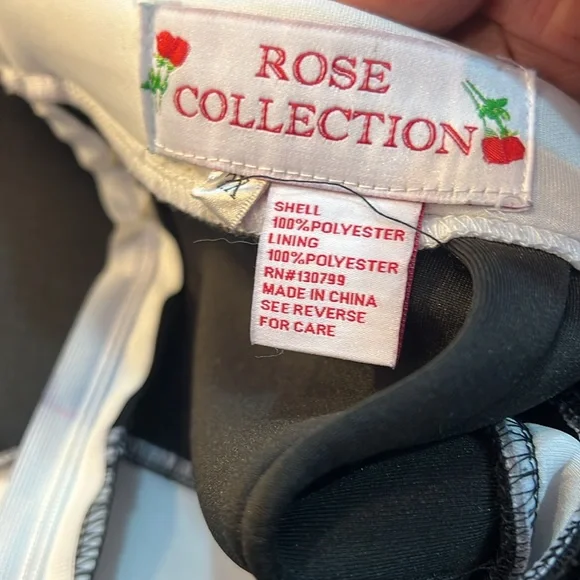 ROSE
COLLECTION
SHELL
100%POLYESTER
LINING
100%POLYESTER
RN#130799
MADE IN CHINA
SEE REVERSE
FOR CARE